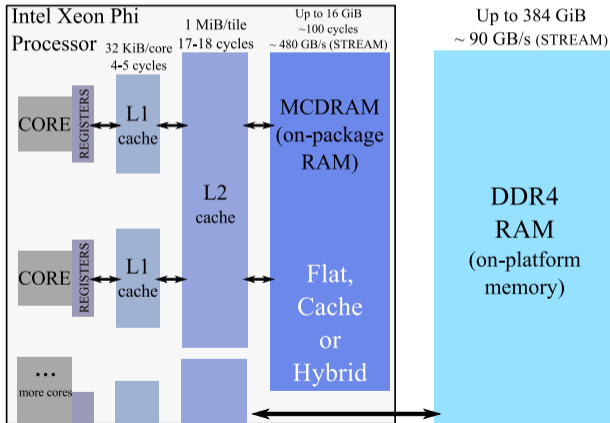 Intel Xeon Phi
Processor
32 KiB/core
4-5 cycles
1 MiB/tile
17-18 cycles
Up to 16 GiB
~100 cycles
~ 480 GB/s (STREAM)
Up to 384 GiB
~ 90 GB/s (STREAM)
CORE
REGISTERS
L1
cache
L2
cache
MCDRAM
(on-package
RAM)
DDR4
RAM
(on-platform
memory)
CORE
REGISTERS
L1
cache
Flat,
Cache
or
Hybrid
...
more cores